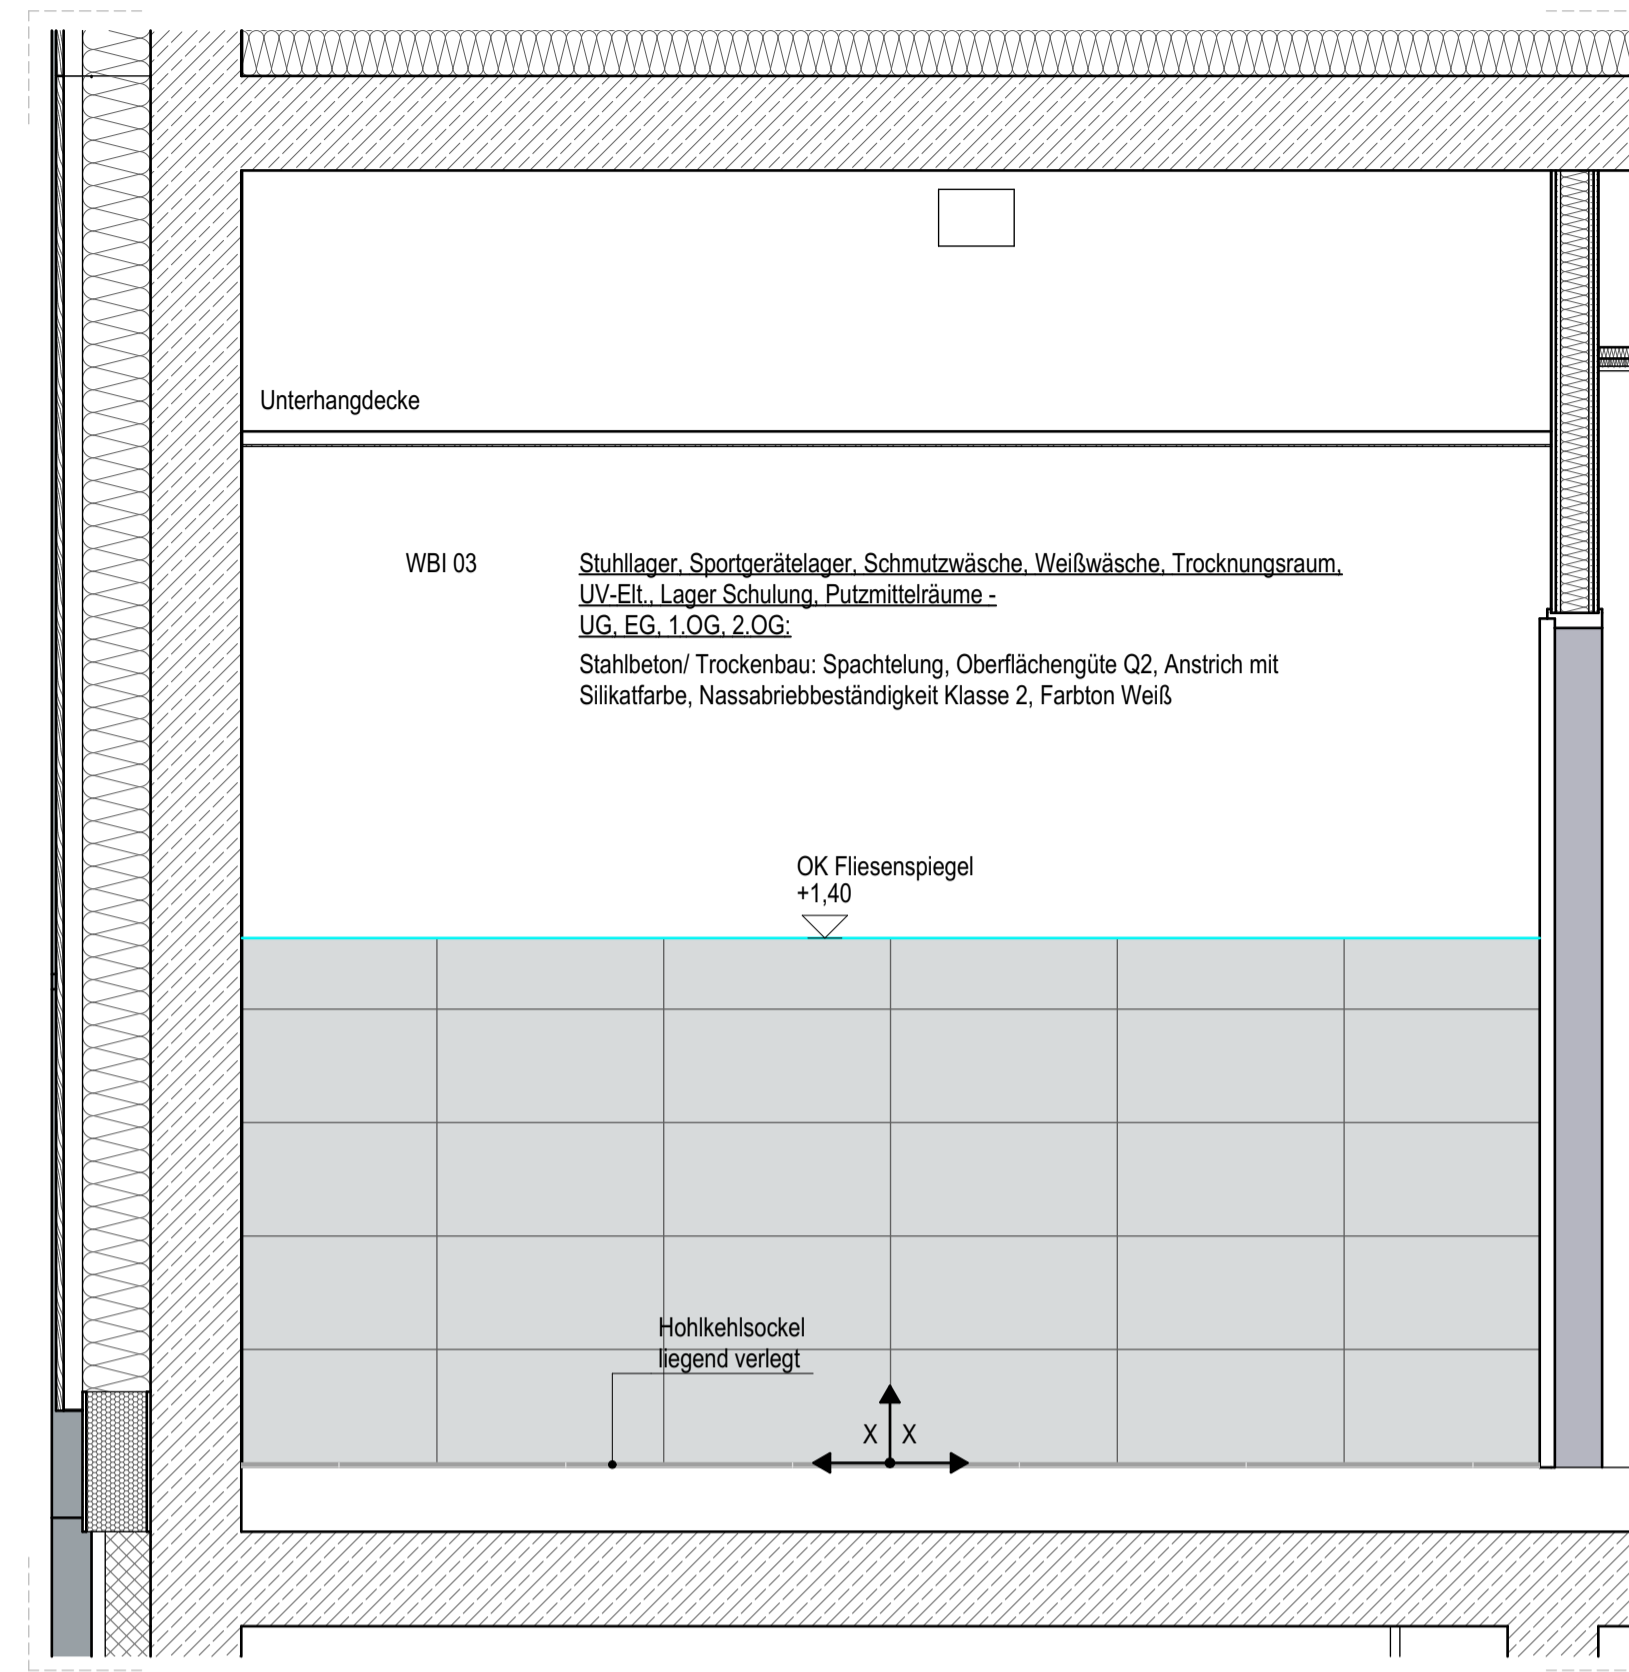 Unterhangdecke
WBI 03
Stuhllager, Sportgerätelager, Schmutzwäsche, Weißwäsche, Trocknungsraum,
UV-Elt., Lager Schulung, Putzmittelräume -
UG, EG, 1.OG, 2.OG:
Stahlbeton/ Trockenbau: Spachtelung, Oberflächengüte Q2, Anstrich mit
Silikatfarbe, Nassabriebbeständigkeit Klasse 2, Farbton Weiß
OK Fliesenspiegel
+1,40
Hohlkehlsockel
liegend verlegt
X X